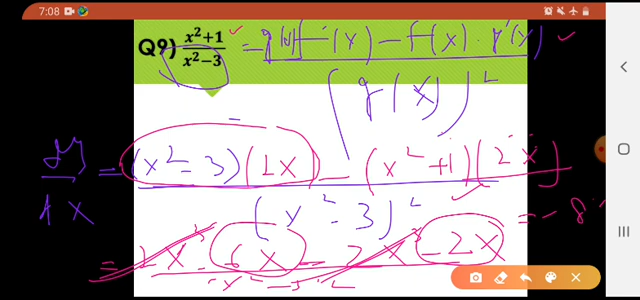 7:08
Q9) (x²+1)/(x²−3) = (g(x) f'(x) − f(x) · g'(x)) / (g(x))²
dy/dx = ((x² − 3)(2x) − (x² + 1)(2x)) / (x² − 3)²
= (2x³ − 6x − 2x³ − 2x) / (x² − 3)² = −8